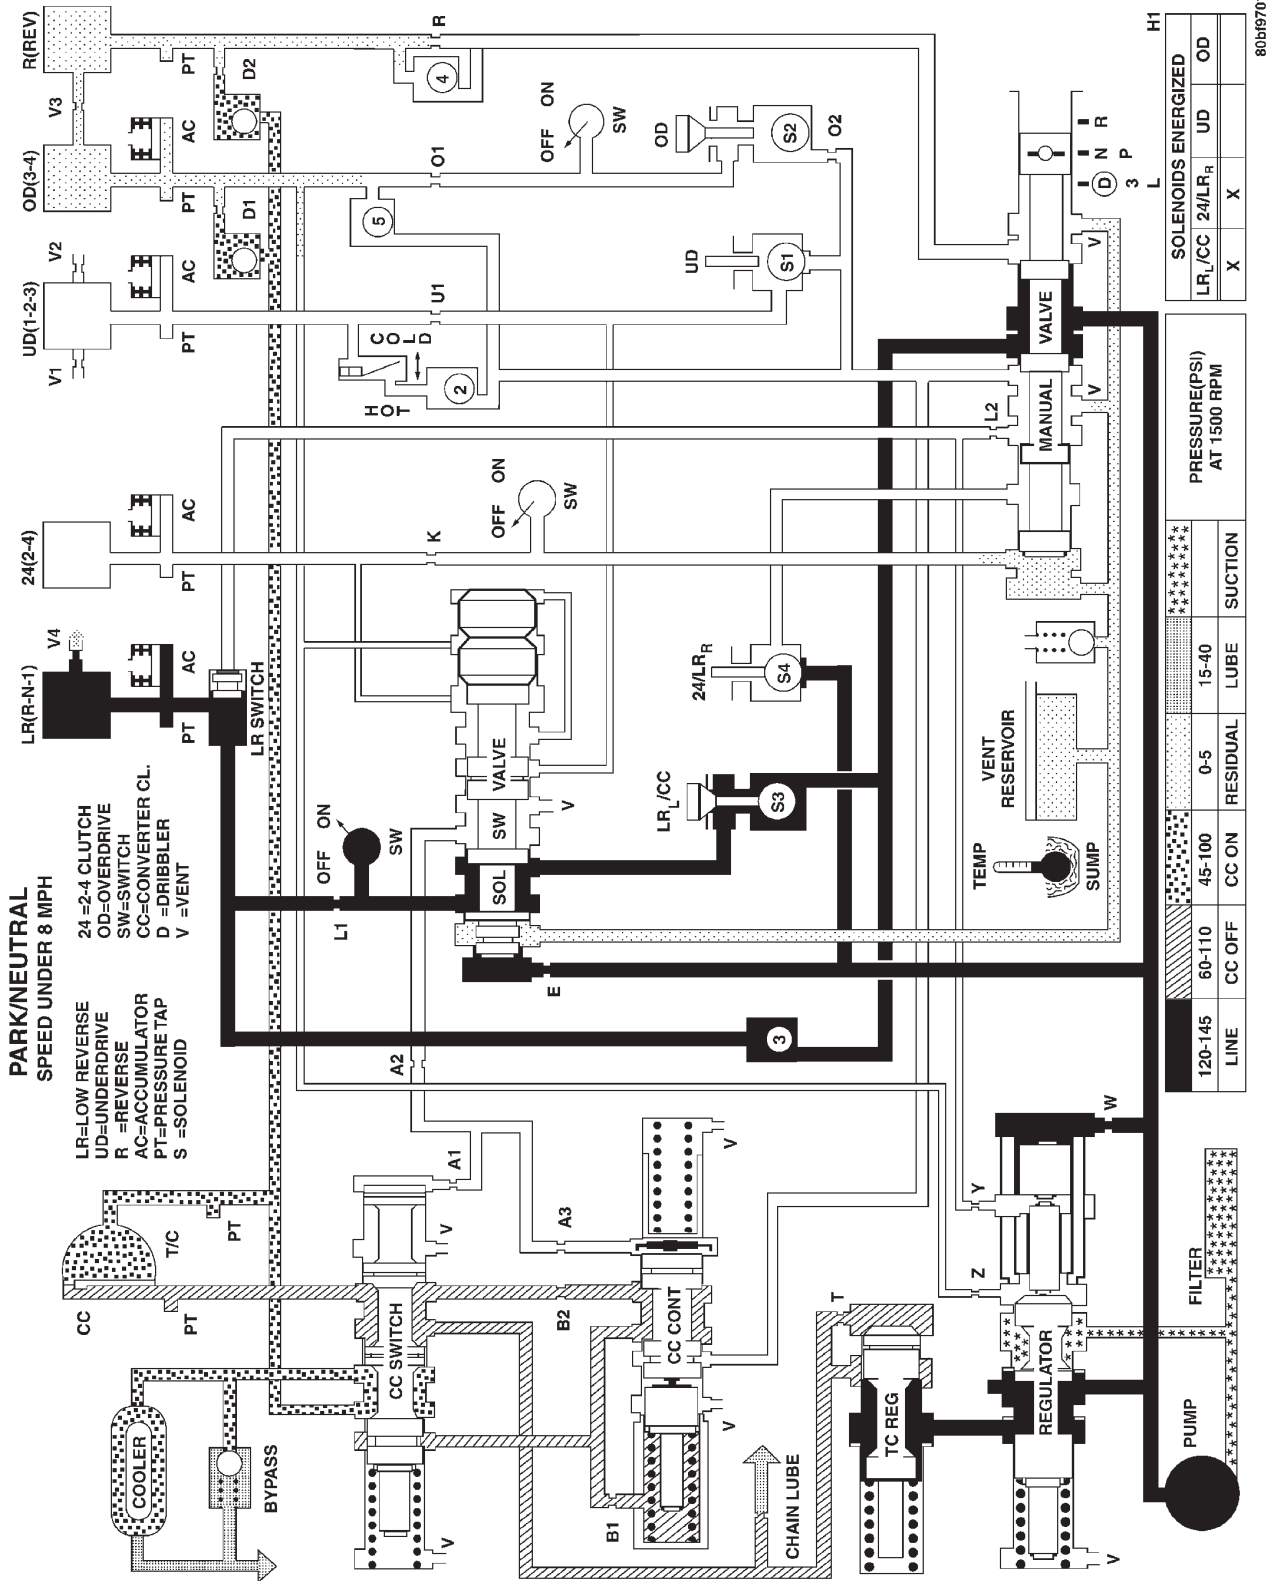 PARK/NEUTRAL
SPEED UNDER 8 MPH
LR=LOW REVERSE
UD=UNDERDRIVE
R =REVERSE
AC=ACCUMULATOR
PT=PRESSURE TAP
S =SOLENOID
24 =2-4 CLUTCH
OD=OVERDRIVE
SW=SWITCH
CC=CONVERTER CL.
D =DRIBBLER
V =VENT
LR(R-N-1)
V4
24(2-4)
V1
UD(1-2-3)
V2
OD(3-4)
V3
R(REV)
PT
AC
PT
AC
PT
AC
PT
AC
PT
D1
D2
LR SWITCH
CC
T/C
PT
PT
COOLER
BYPASS
L1
OFF
ON
SW
K
OFF
ON
SW
U1
O1
OFF
ON
SW
R
4
5
HOT
COLD
2
A1
A2
A3
V
CC SWITCH
V
B2
E
SOL
SW
VALVE
V
B1
CC CONT
V
V
CHAIN LUBE
3
LRL/CC
S3
24/LRR
S4
UD
S1
OD
S2
O2
T
TC REG
Z
Y
W
REGULATOR
V
PUMP
FILTER
TEMP
SUMP
VENT
RESERVOIR
L2
MANUAL
VALVE
V
V
D N R
3 P
L
H1
120-145 60-110 45-100 0-5 15-40
LINE CC OFF CC ON RESIDUAL LUBE SUCTION
PRESSURE(PSI)
AT 1500 RPM
SOLENOIDS ENERGIZED
LRL/CC 24/LRR UD OD
X X